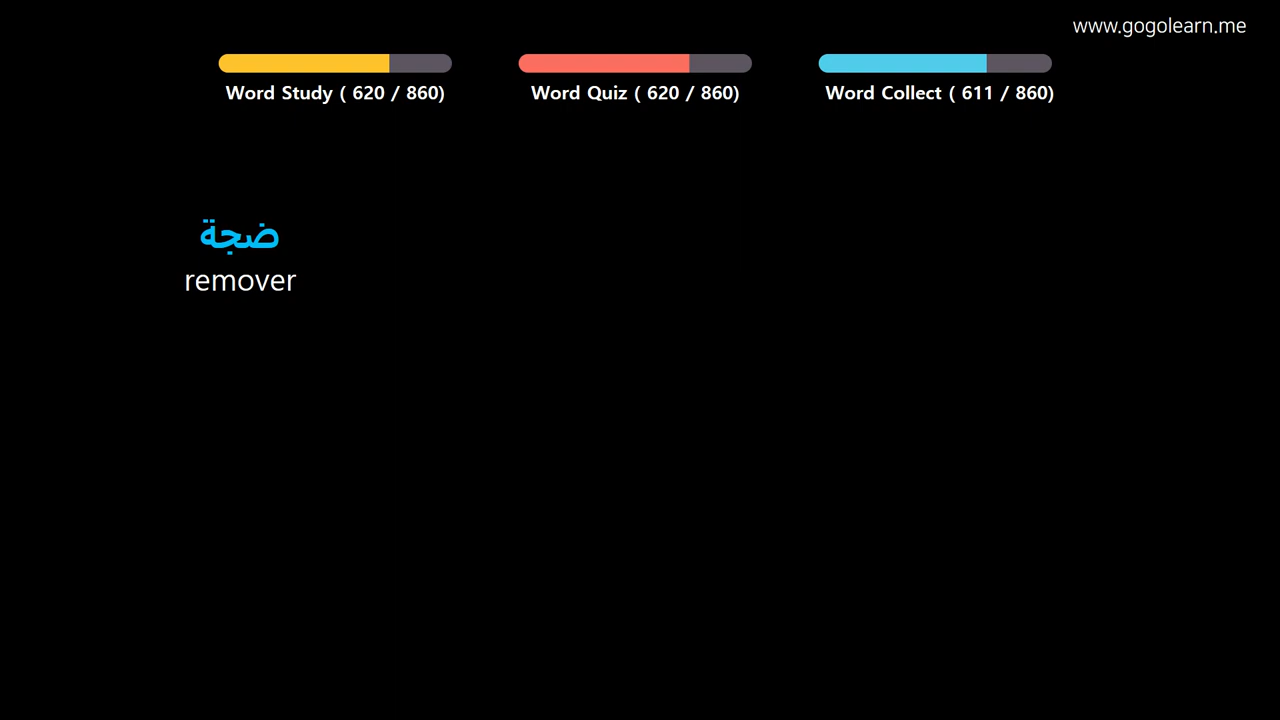 www.gogolearn.me
Word Study ( 620 / 860)
Word Quiz ( 620 / 860)
Word Collect ( 611 / 860)
ضجة
remover